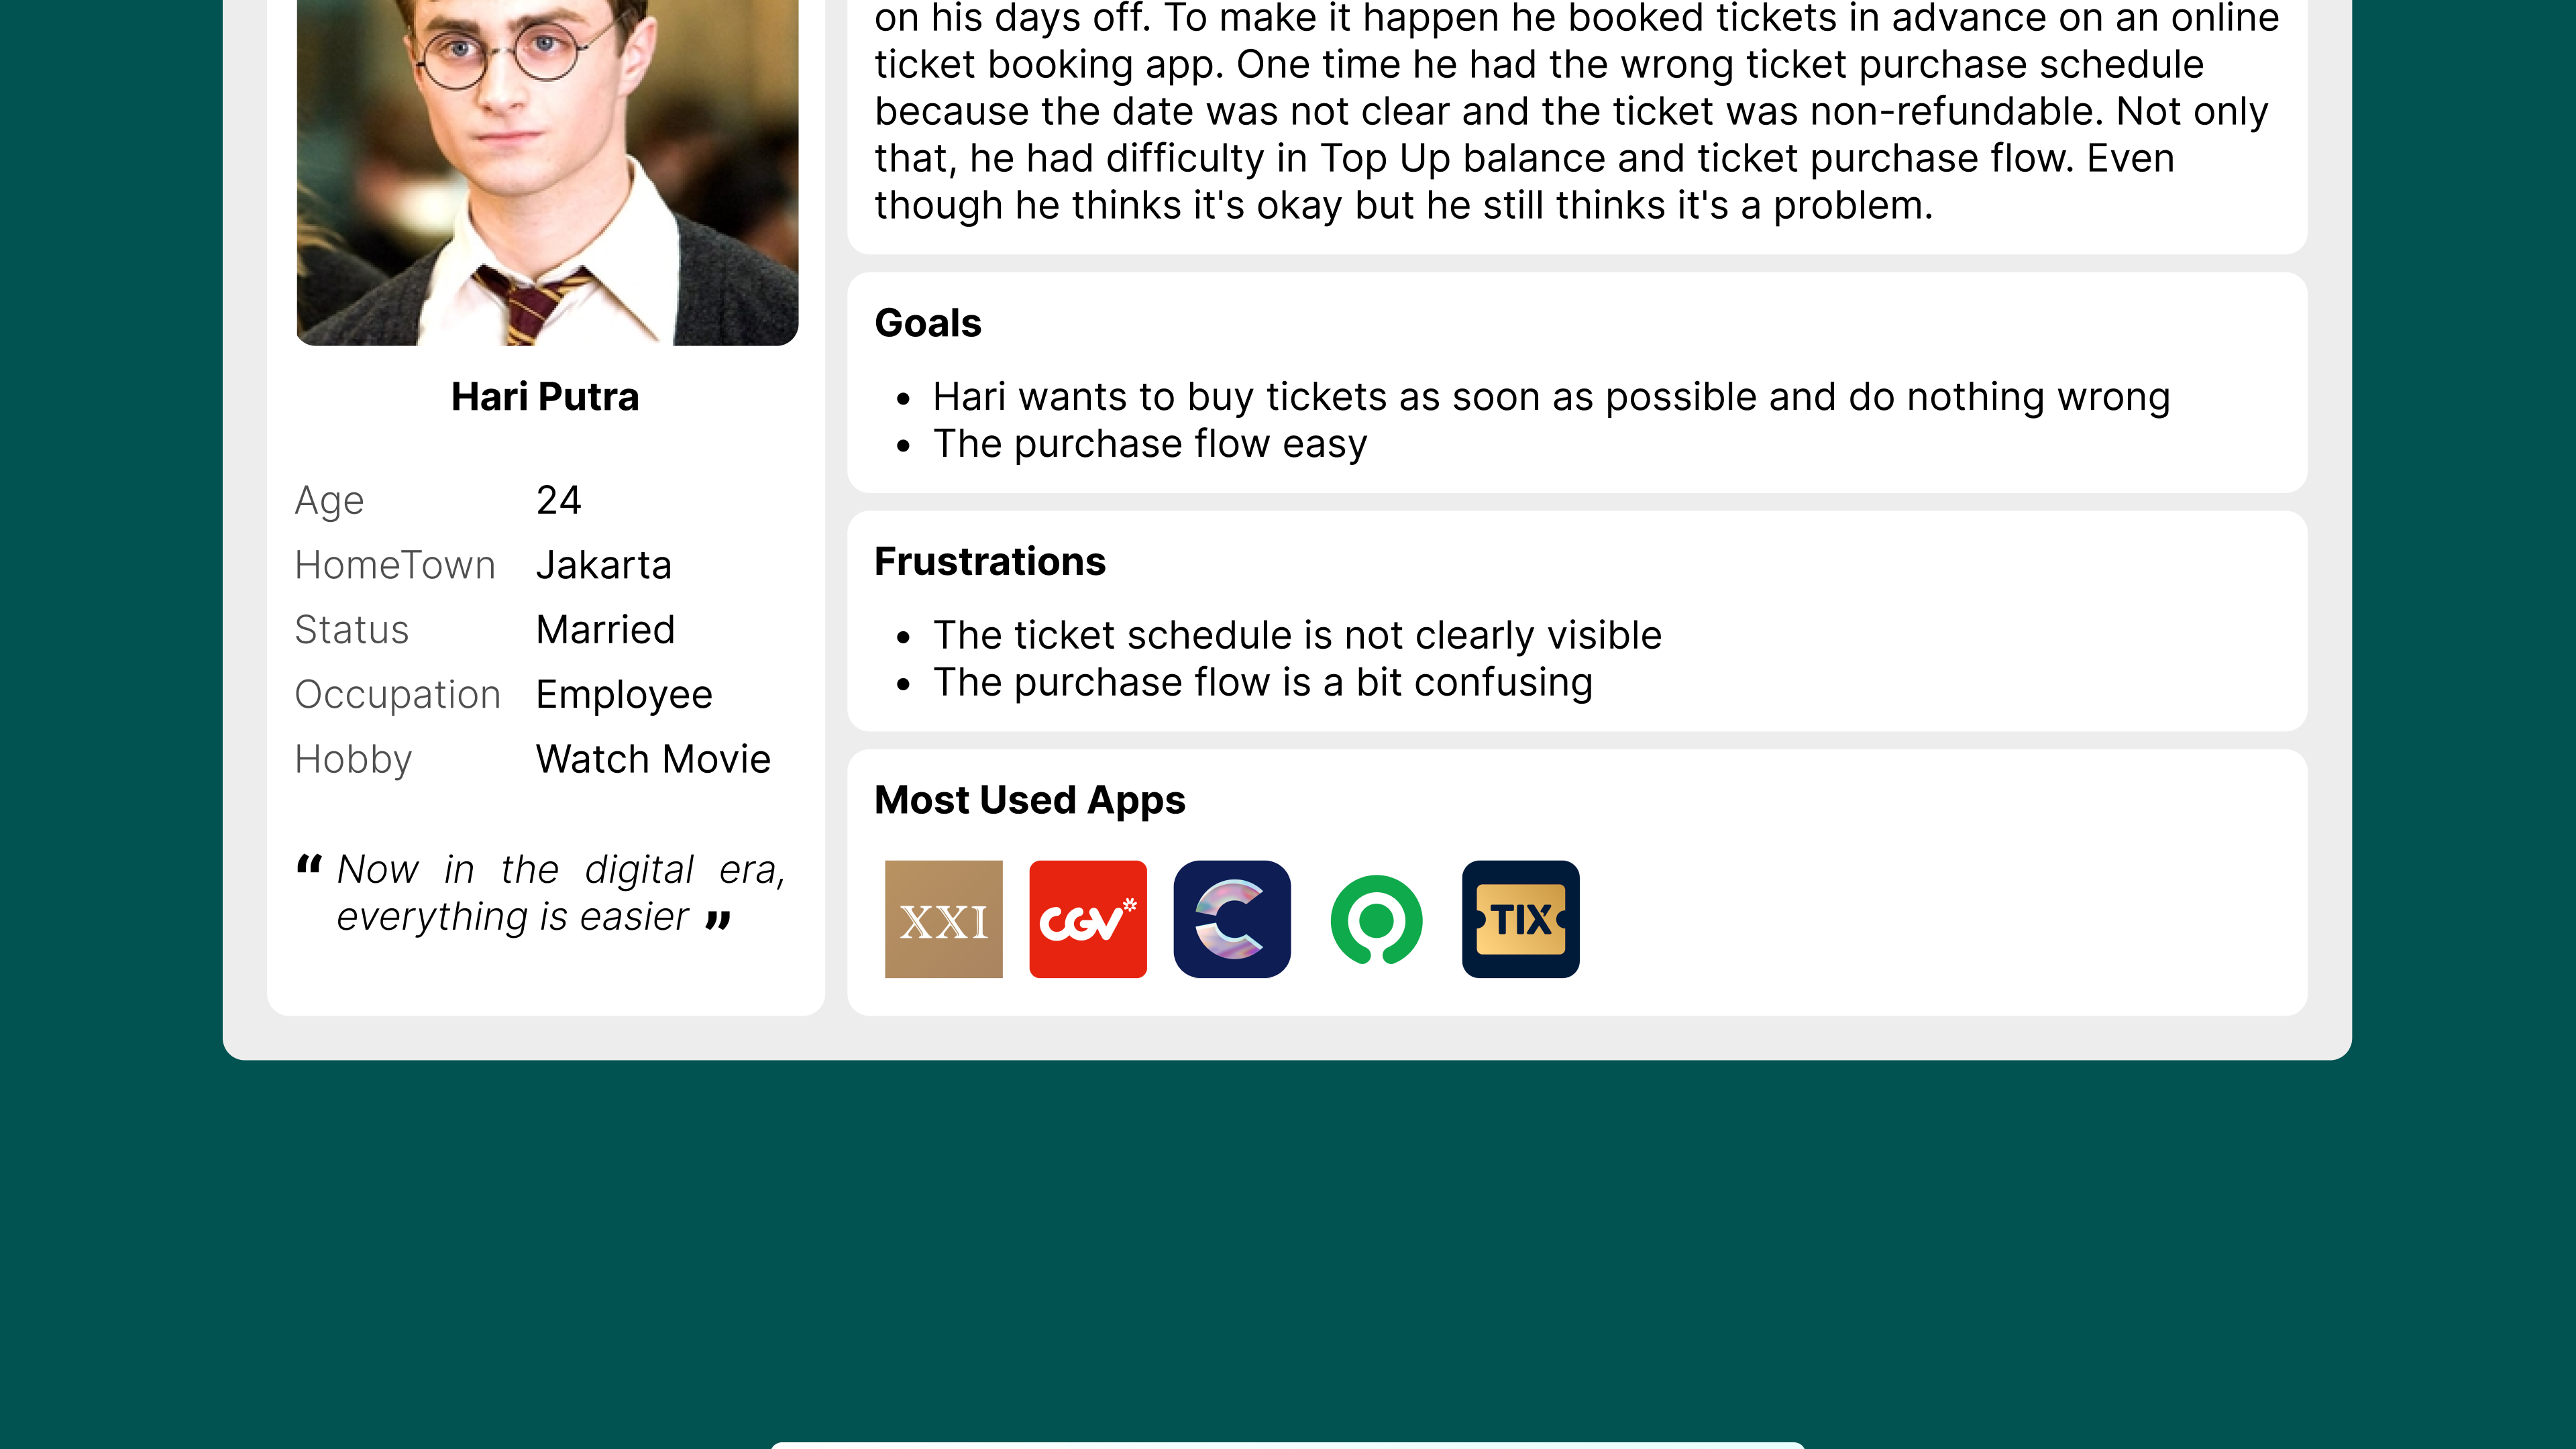 on his days off. To make it happen he booked tickets in advance on an online
ticket booking app. One time he had the wrong ticket purchase schedule
because the date was not clear and the ticket was non-refundable. Not only
that, he had difficulty in Top Up balance and ticket purchase flow. Even
though he thinks it's okay but he still thinks it's a problem.
Hari Putra
Age 24
HomeTown Jakarta
Status Married
Occupation Employee
Hobby Watch Movie
“ Now in the digital era,
everything is easier ”
Goals
• Hari wants to buy tickets as soon as possible and do nothing wrong
• The purchase flow easy
Frustrations
• The ticket schedule is not clearly visible
• The purchase flow is a bit confusing
Most Used Apps
XXI CGV* C TIX